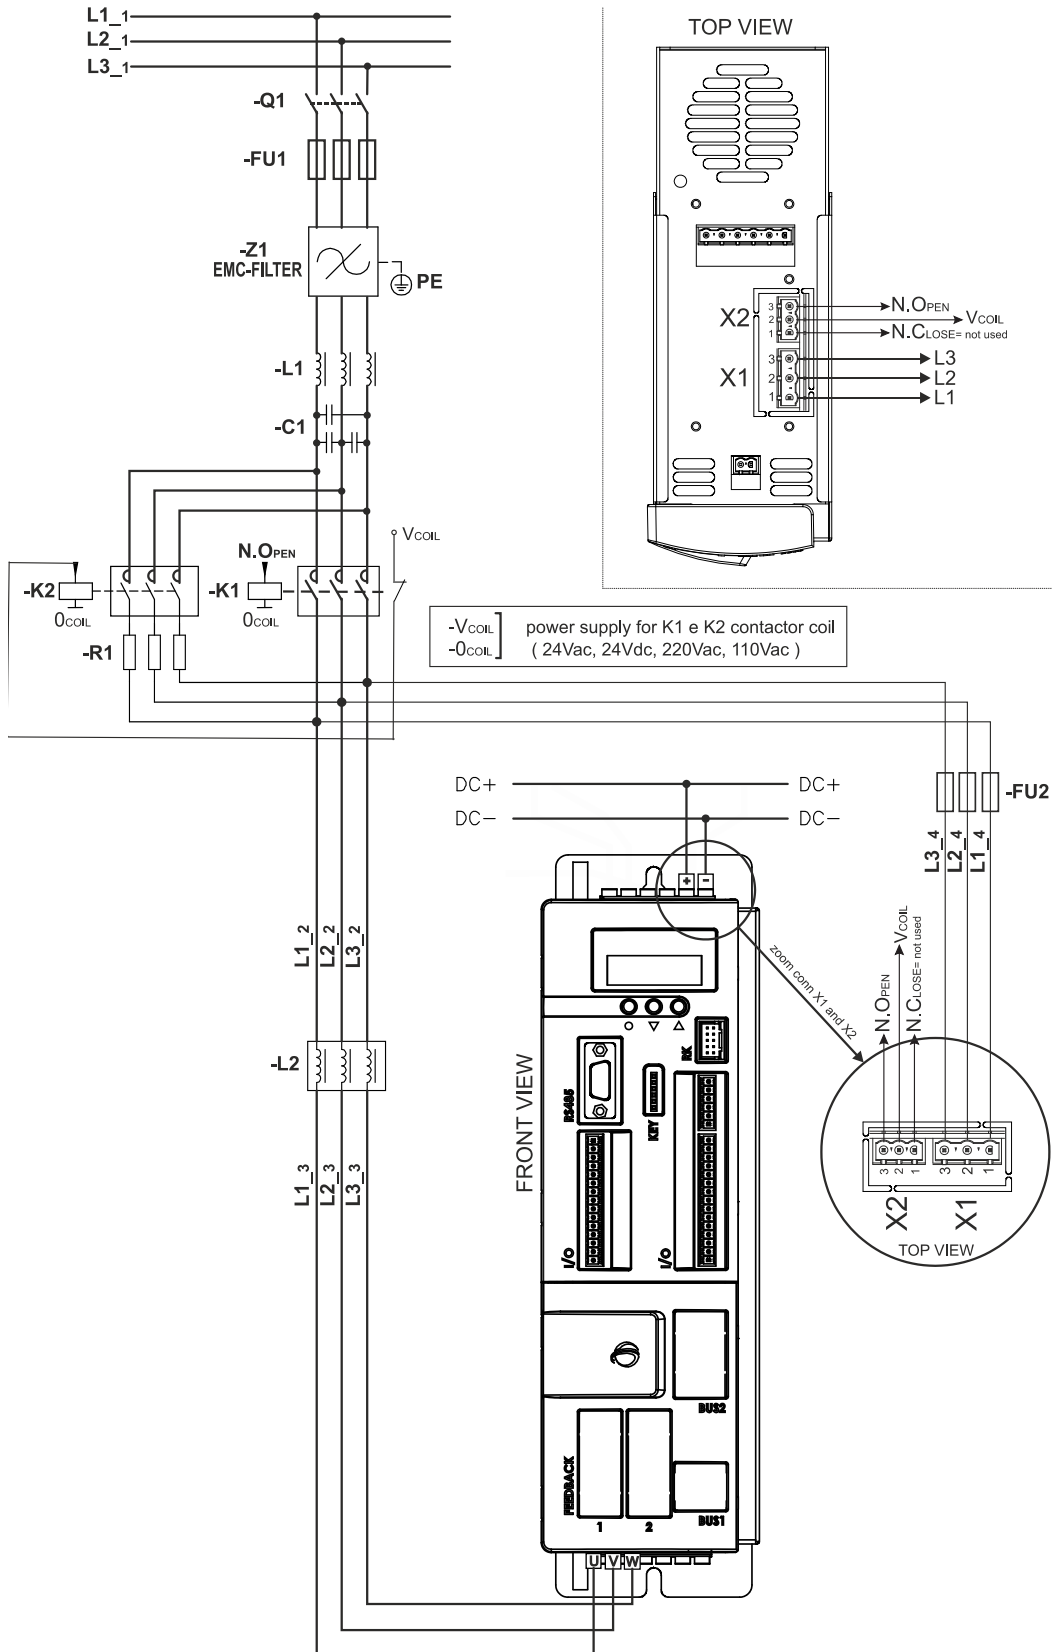 L1_1
L2_1
L3_1
-Q1
-FU1
-Z1
EMC-FILTER
PE
-L1
-C1
VCOIL
N.OPEN
-K2
0COIL
-K1
0COIL
-R1
TOP VIEW
X2
3
2
1
N.OPEN
VCOIL
N.CLOSE= not used
X1
3
2
1
L3
L2
L1
-VCOIL
-0COIL
power supply for K1 e K2 contactor coil
( 24Vac, 24Vdc, 220Vac, 110Vac )
DC+
DC+
DC-
DC-
-FU2
L3_4
L2_4
L1_4
+
-
L1_2
L2_2
L3_2
zoom conn X1 and X2
N.OPEN
VCOIL
N.CLOSE= not used
-L2
FRONT VIEW
RS485
KEY
RK
I/O
I/O
3
2
1
3
2
1
X2
X1
TOP VIEW
L1_3
L2_3
L3_3
BUS2
FEEDBACK
1
2
BUS1
U
V
W